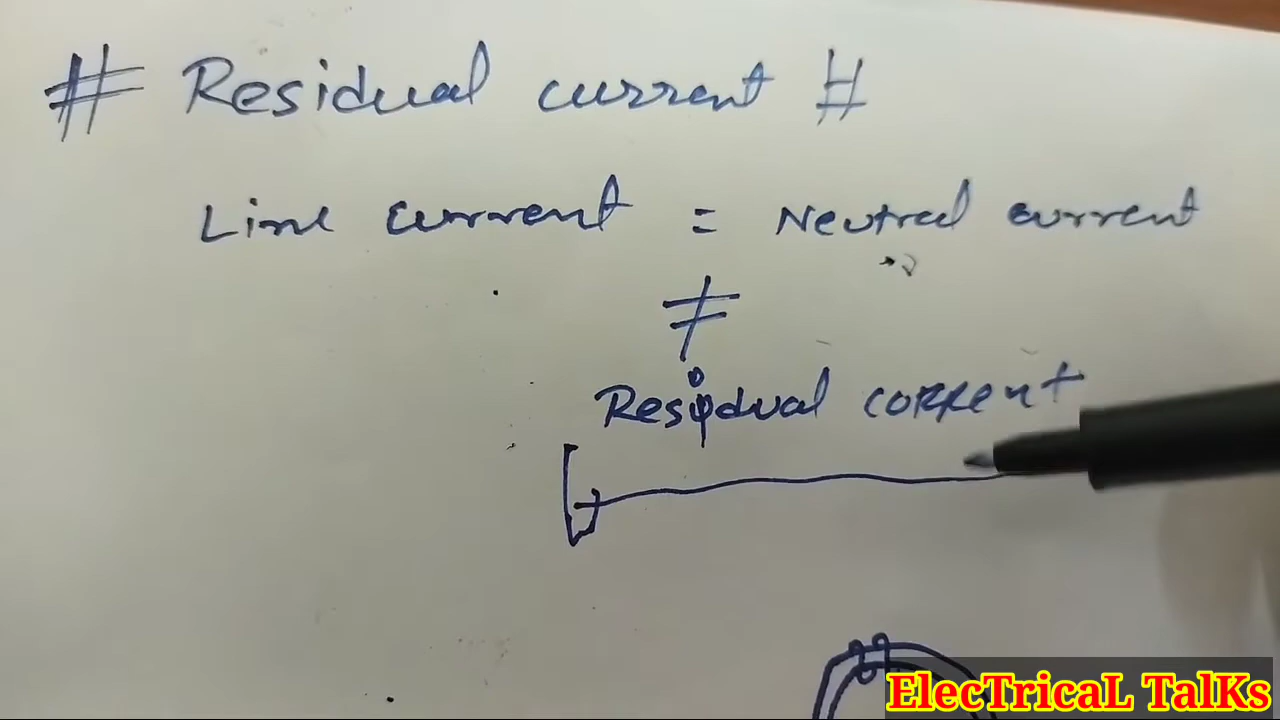 # Residual current #
Line current = Neutral current
≠
Residual current
ElecTricaL TalKs